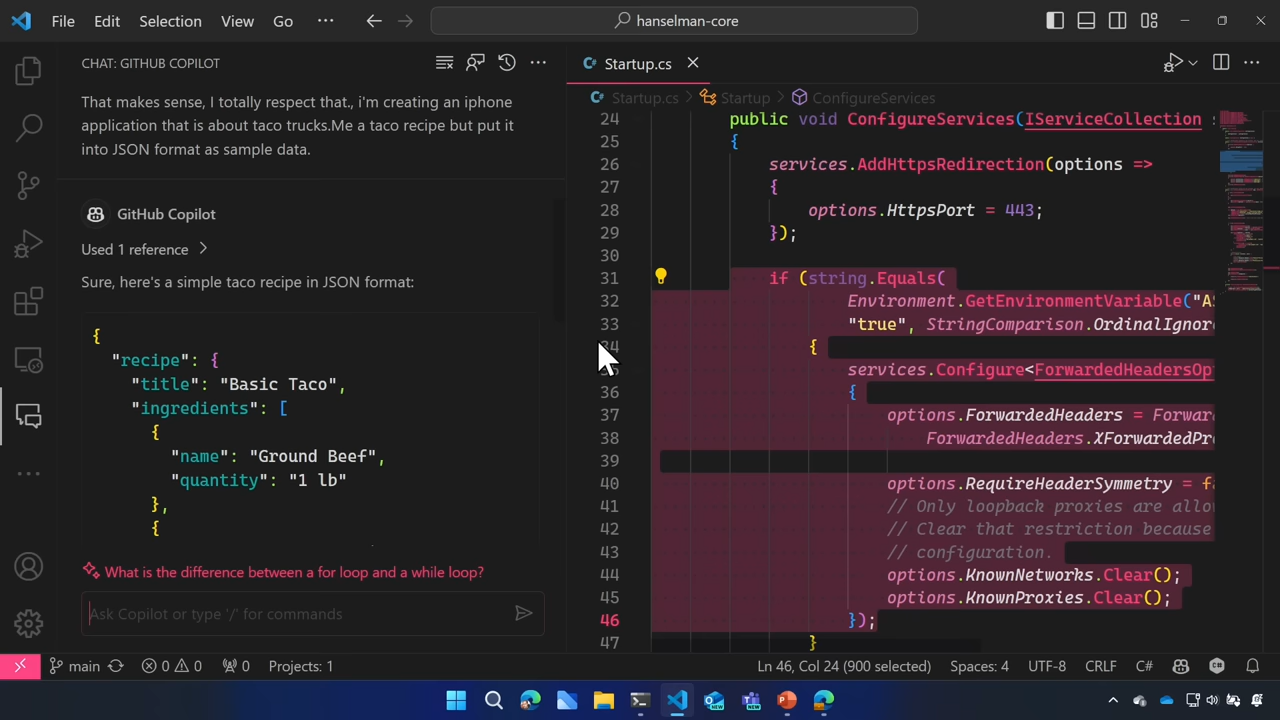 File Edit Selection View Go ... hanselman-core
CHAT: GITHUB COPILOT
That makes sense, I totally respect that., i'm creating an iphone
application that is about taco trucks.Me a taco recipe but put it
into JSON format as sample data.
GitHub Copilot
Used 1 reference
Sure, here's a simple taco recipe in JSON format:
{
"recipe": {
"title": "Basic Taco",
"ingredients": [
{
"name": "Ground Beef",
"quantity": "1 lb"
},
{
What is the difference between a for loop and a while loop?
Ask Copilot or type '/' for commands
Startup.cs
Startup.cs > Startup > ConfigureServices
24 public void ConfigureServices(IServiceCollection s
25 {
26 services.AddHttpsRedirection(options =>
27 {
28 options.HttpsPort = 443;
29 });
30
31 if (string.Equals(
32 Environment.GetEnvironmentVariable("AS
33 "true", StringComparison.OrdinalIgnor
34 {
35 services.Configure<ForwardedHeadersOp
36 {
37 options.ForwardedHeaders = Forwar
38 ForwardedHeaders.XForwardedPr
39
40 options.RequireHeaderSymmetry = fa
41 // Only loopback proxies are allo
42 // Clear that restriction because
43 // configuration.
44 options.KnownNetworks.Clear();
45 options.KnownProxies.Clear();
46 });
47 }
main 0 0 0 Projects: 1 Ln 46, Col 24 (900 selected) Spaces: 4 UTF-8 CRLF C#